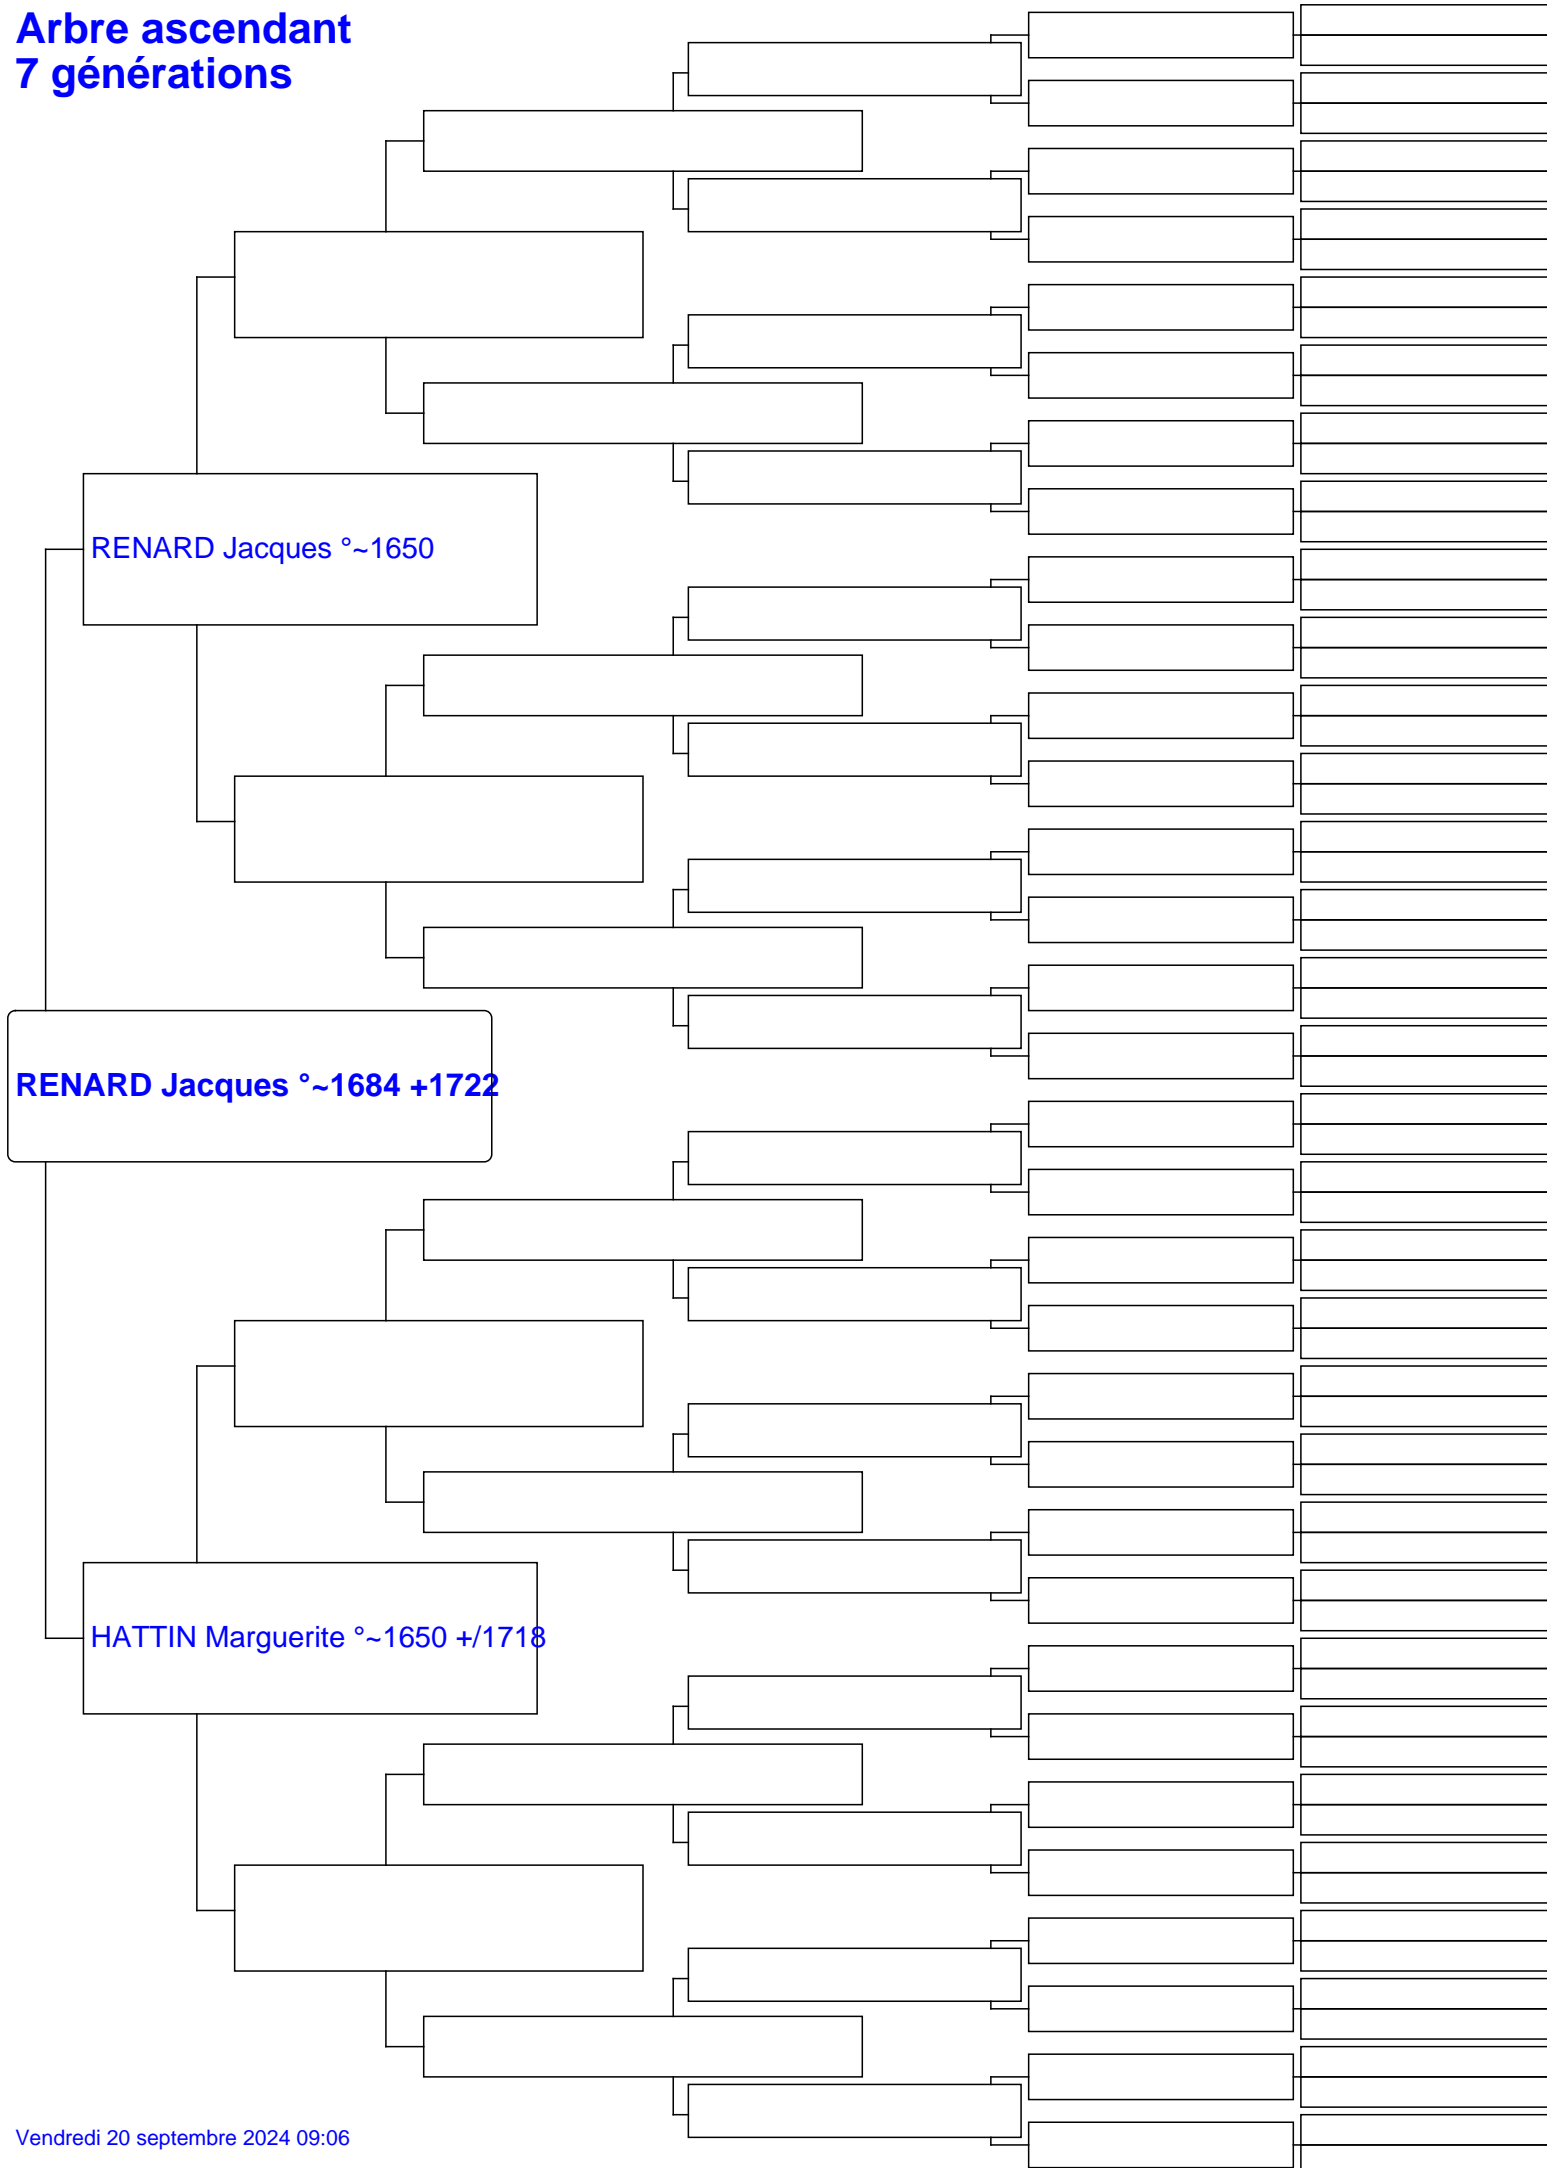 Arbre ascendant
7 générations
RENARD Jacques °~1650
RENARD Jacques °~1684 +1722
HATTIN Marguerite °~1650 +/1718
Vendredi 20 septembre 2024 09:06